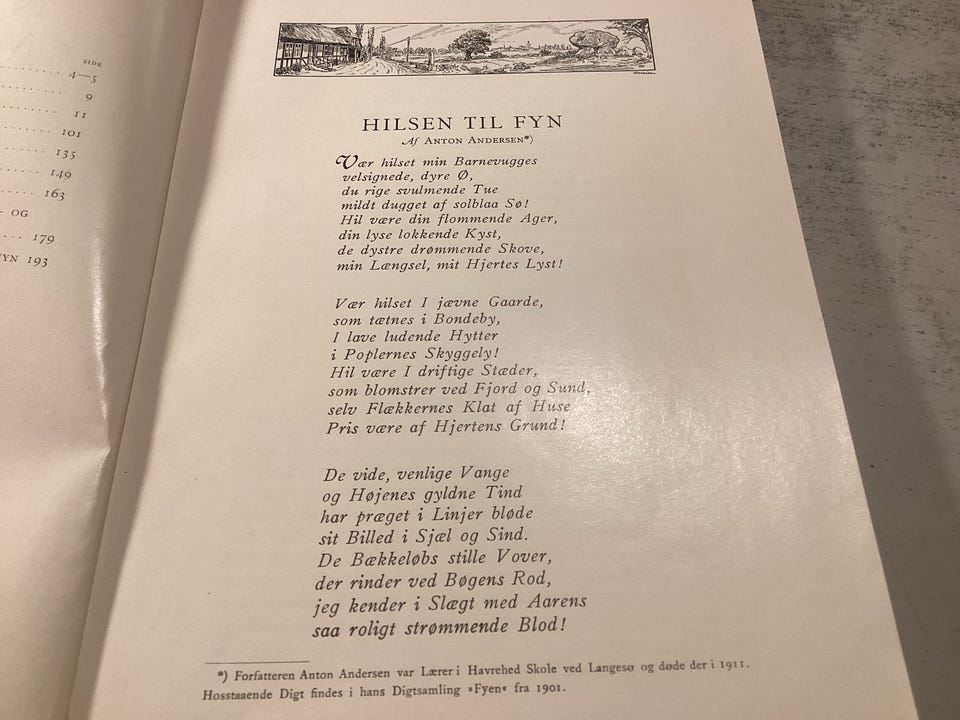 SIDE
4—5
9
11
101
135
149
163
- OG
179
YN 193
HILSEN TIL FYN
Af ANTON ANDERSEN*)
Vær hilset min Barnevugges
velsignede, dyre Ø,
du rige svulmende Tue
mildt dugget af solblaa Sø!
Hil være din flommende Ager,
din lyse lokkende Kyst,
de dystre drømmende Skove,
min Længsel, mit Hjertes Lyst!
Vær hilset I jævne Gaarde,
som tætnes i Bondeby,
I lave ludende Hytter
i Poplernes Skyggely!
Hil være I driftige Stæder,
som blomstrer ved Fjord og Sund,
selv Flækkernes Klat af Huse
Pris være af Hjertens Grund!
De vide, venlige Vange
og Højenes gyldne Tind
har præget i Linjer bløde
sit Billed i Sjæl og Sind.
De Bækkeløbs stille Vover,
der rinder ved Bøgens Rod,
jeg kender i Slægt med Aarens
saa roligt strømmende Blod!
*) Forfatteren Anton Andersen var Lærer i Havrehed Skole ved Langesø og døde der i 1911.
Hosstaaende Digt findes i hans Digtsamling »Fyen« fra 1901.